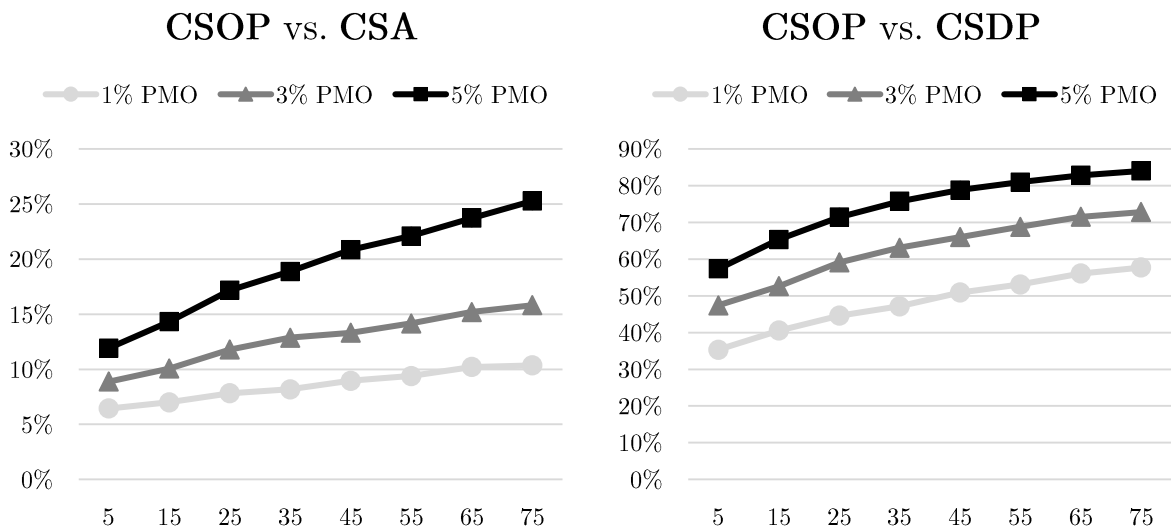 CSOP vs. CSA
1% PMO 3% PMO 5% PMO
30%
25%
20%
15%
10%
5%
0%
5 15 25 35 45 55 65 75
CSOP vs. CSDP
1% PMO 3% PMO 5% PMO
90%
80%
70%
60%
50%
40%
30%
20%
10%
0%
5 15 25 35 45 55 65 75